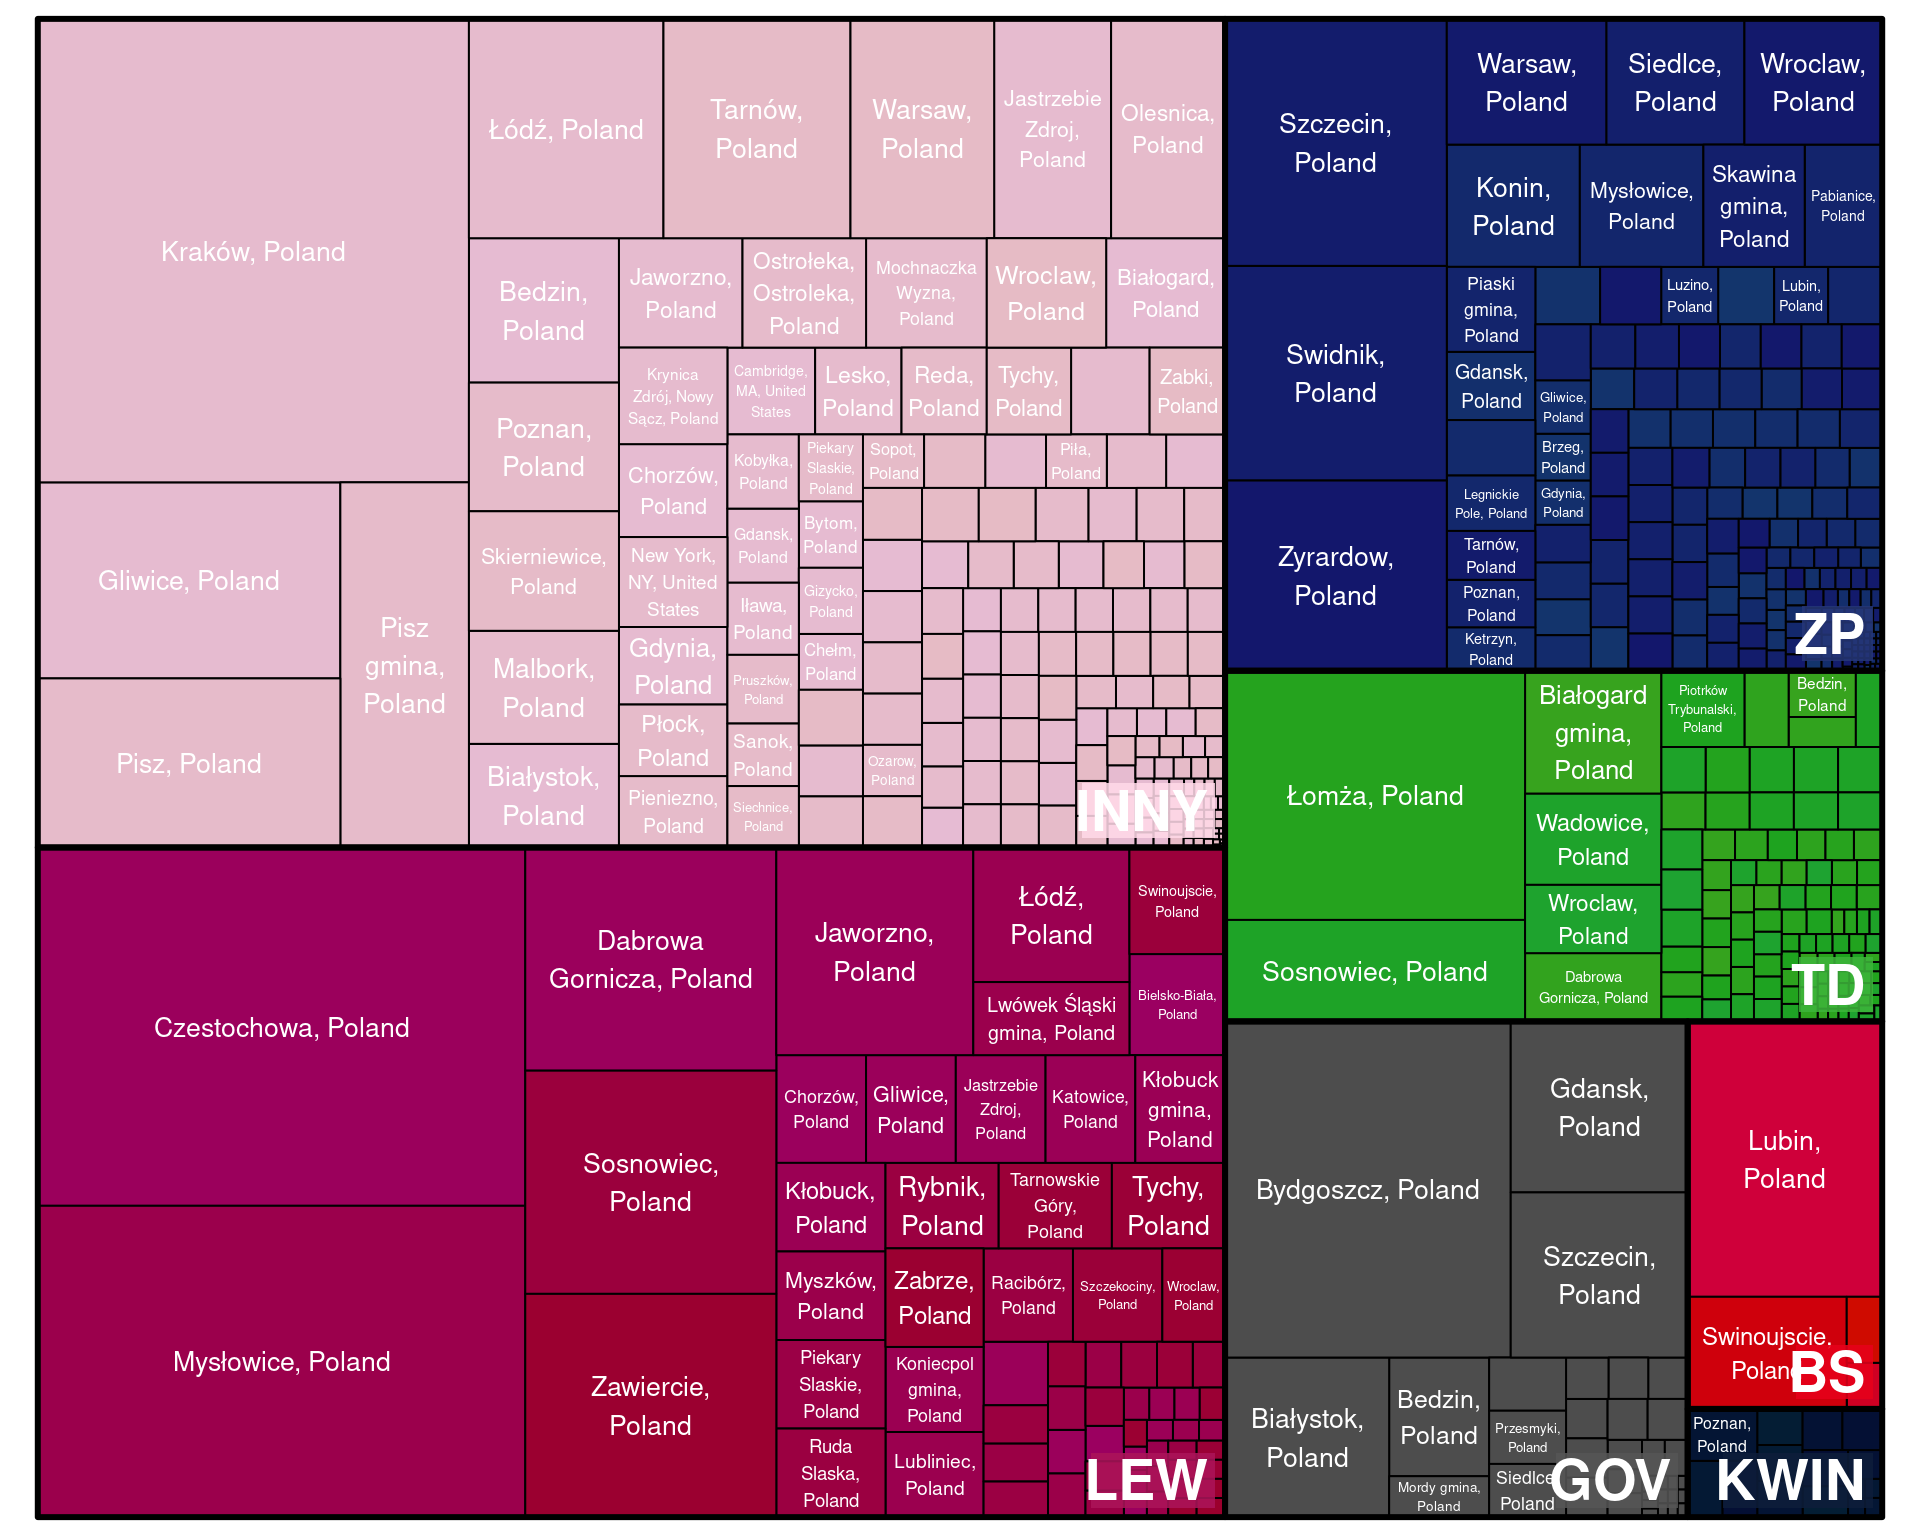 Kraków, Poland
Gliwice, Poland
Pisz, Poland
Pisz
gmina,
Poland
Łódź, Poland
Tarnów,
Poland
Warsaw,
Poland
Jastrzebie
Zdroj,
Poland
Olesnica,
Poland
Bedzin,
Poland
Poznan,
Poland
Skierniewice,
Poland
Malbork,
Poland
Białystok,
Poland
Jaworzno,
Poland
Ostrołeka,
Ostroleka,
Poland
Mochnaczka
Wyzna,
Poland
Wroclaw,
Poland
Białogard,
Poland
Krynica
Zdrój, Nowy
Sącz, Poland
Chorzów,
Poland
New York,
NY, United
States
Gdynia,
Poland
Płock,
Poland
Pieniezno,
Poland
Cambridge,
MA, United
States
Lesko,
Poland
Reda,
Poland
Tychy,
Poland
Zabki,
Poland
Kobylka,
Poland
Gdansk,
Poland
Iława,
Poland
Pruszków,
Poland
Sanok,
Poland
Siechnice,
Poland
Piekary
Slaskie,
Poland
Bytom,
Poland
Gizycko,
Poland
Chełm,
Poland
Sopot,
Poland
Piła,
Poland
Ozarow,
Poland
INNY
Szczecin,
Poland
Swidnik,
Poland
Zyrardow,
Poland
Warsaw,
Poland
Siedlce,
Poland
Wroclaw,
Poland
Konin,
Poland
Mysłowice,
Poland
Skawina
gmina,
Poland
Pabianice,
Poland
Piaski
gmina,
Poland
Gdansk,
Poland
Legnickie
Pole, Poland
Tarnów,
Poland
Poznan,
Poland
Ketrzyn,
Poland
Gliwice,
Poland
Brzeg,
Poland
Gdynia,
Poland
Luzino,
Poland
Lubin,
Poland
ZP
Łomża, Poland
Sosnowiec, Poland
Białogard
gmina,
Poland
Wadowice,
Poland
Wroclaw,
Poland
Dabrowa
Gornicza, Poland
Piotrków
Trybunalski,
Poland
Bedzin,
Poland
TD
Czestochowa, Poland
Mysłowice, Poland
Dabrowa
Gornicza, Poland
Sosnowiec,
Poland
Zawiercie,
Poland
Jaworzno,
Poland
Łódź,
Poland
Lwówek Śląski
gmina, Poland
Swinoujscie,
Poland
Bielsko-Biała,
Poland
Chorzów,
Poland
Gliwice,
Poland
Jastrzebie
Zdroj,
Poland
Katowice,
Poland
Kłobuck
gmina,
Poland
Kłobuck,
Poland
Myszków,
Poland
Piekary
Slaskie,
Poland
Ruda
Slaska,
Poland
Rybnik,
Poland
Tarnowskie
Góry,
Poland
Tychy,
Poland
Zabrze,
Poland
Racibórz,
Poland
Szczekociny,
Poland
Wroclaw,
Poland
Koniecpol
gmina,
Poland
Lubliniec,
Poland
LEW
Bydgoszcz, Poland
Gdansk,
Poland
Szczecin,
Poland
Białystok,
Poland
Bedzin,
Poland
Mordy gmina,
Poland
Przesmyki,
Poland
Siedlce
Poland
GOV
Lubin,
Poland
Swinoujscie.
Poland
BS
Poznan,
Poland
KWIN